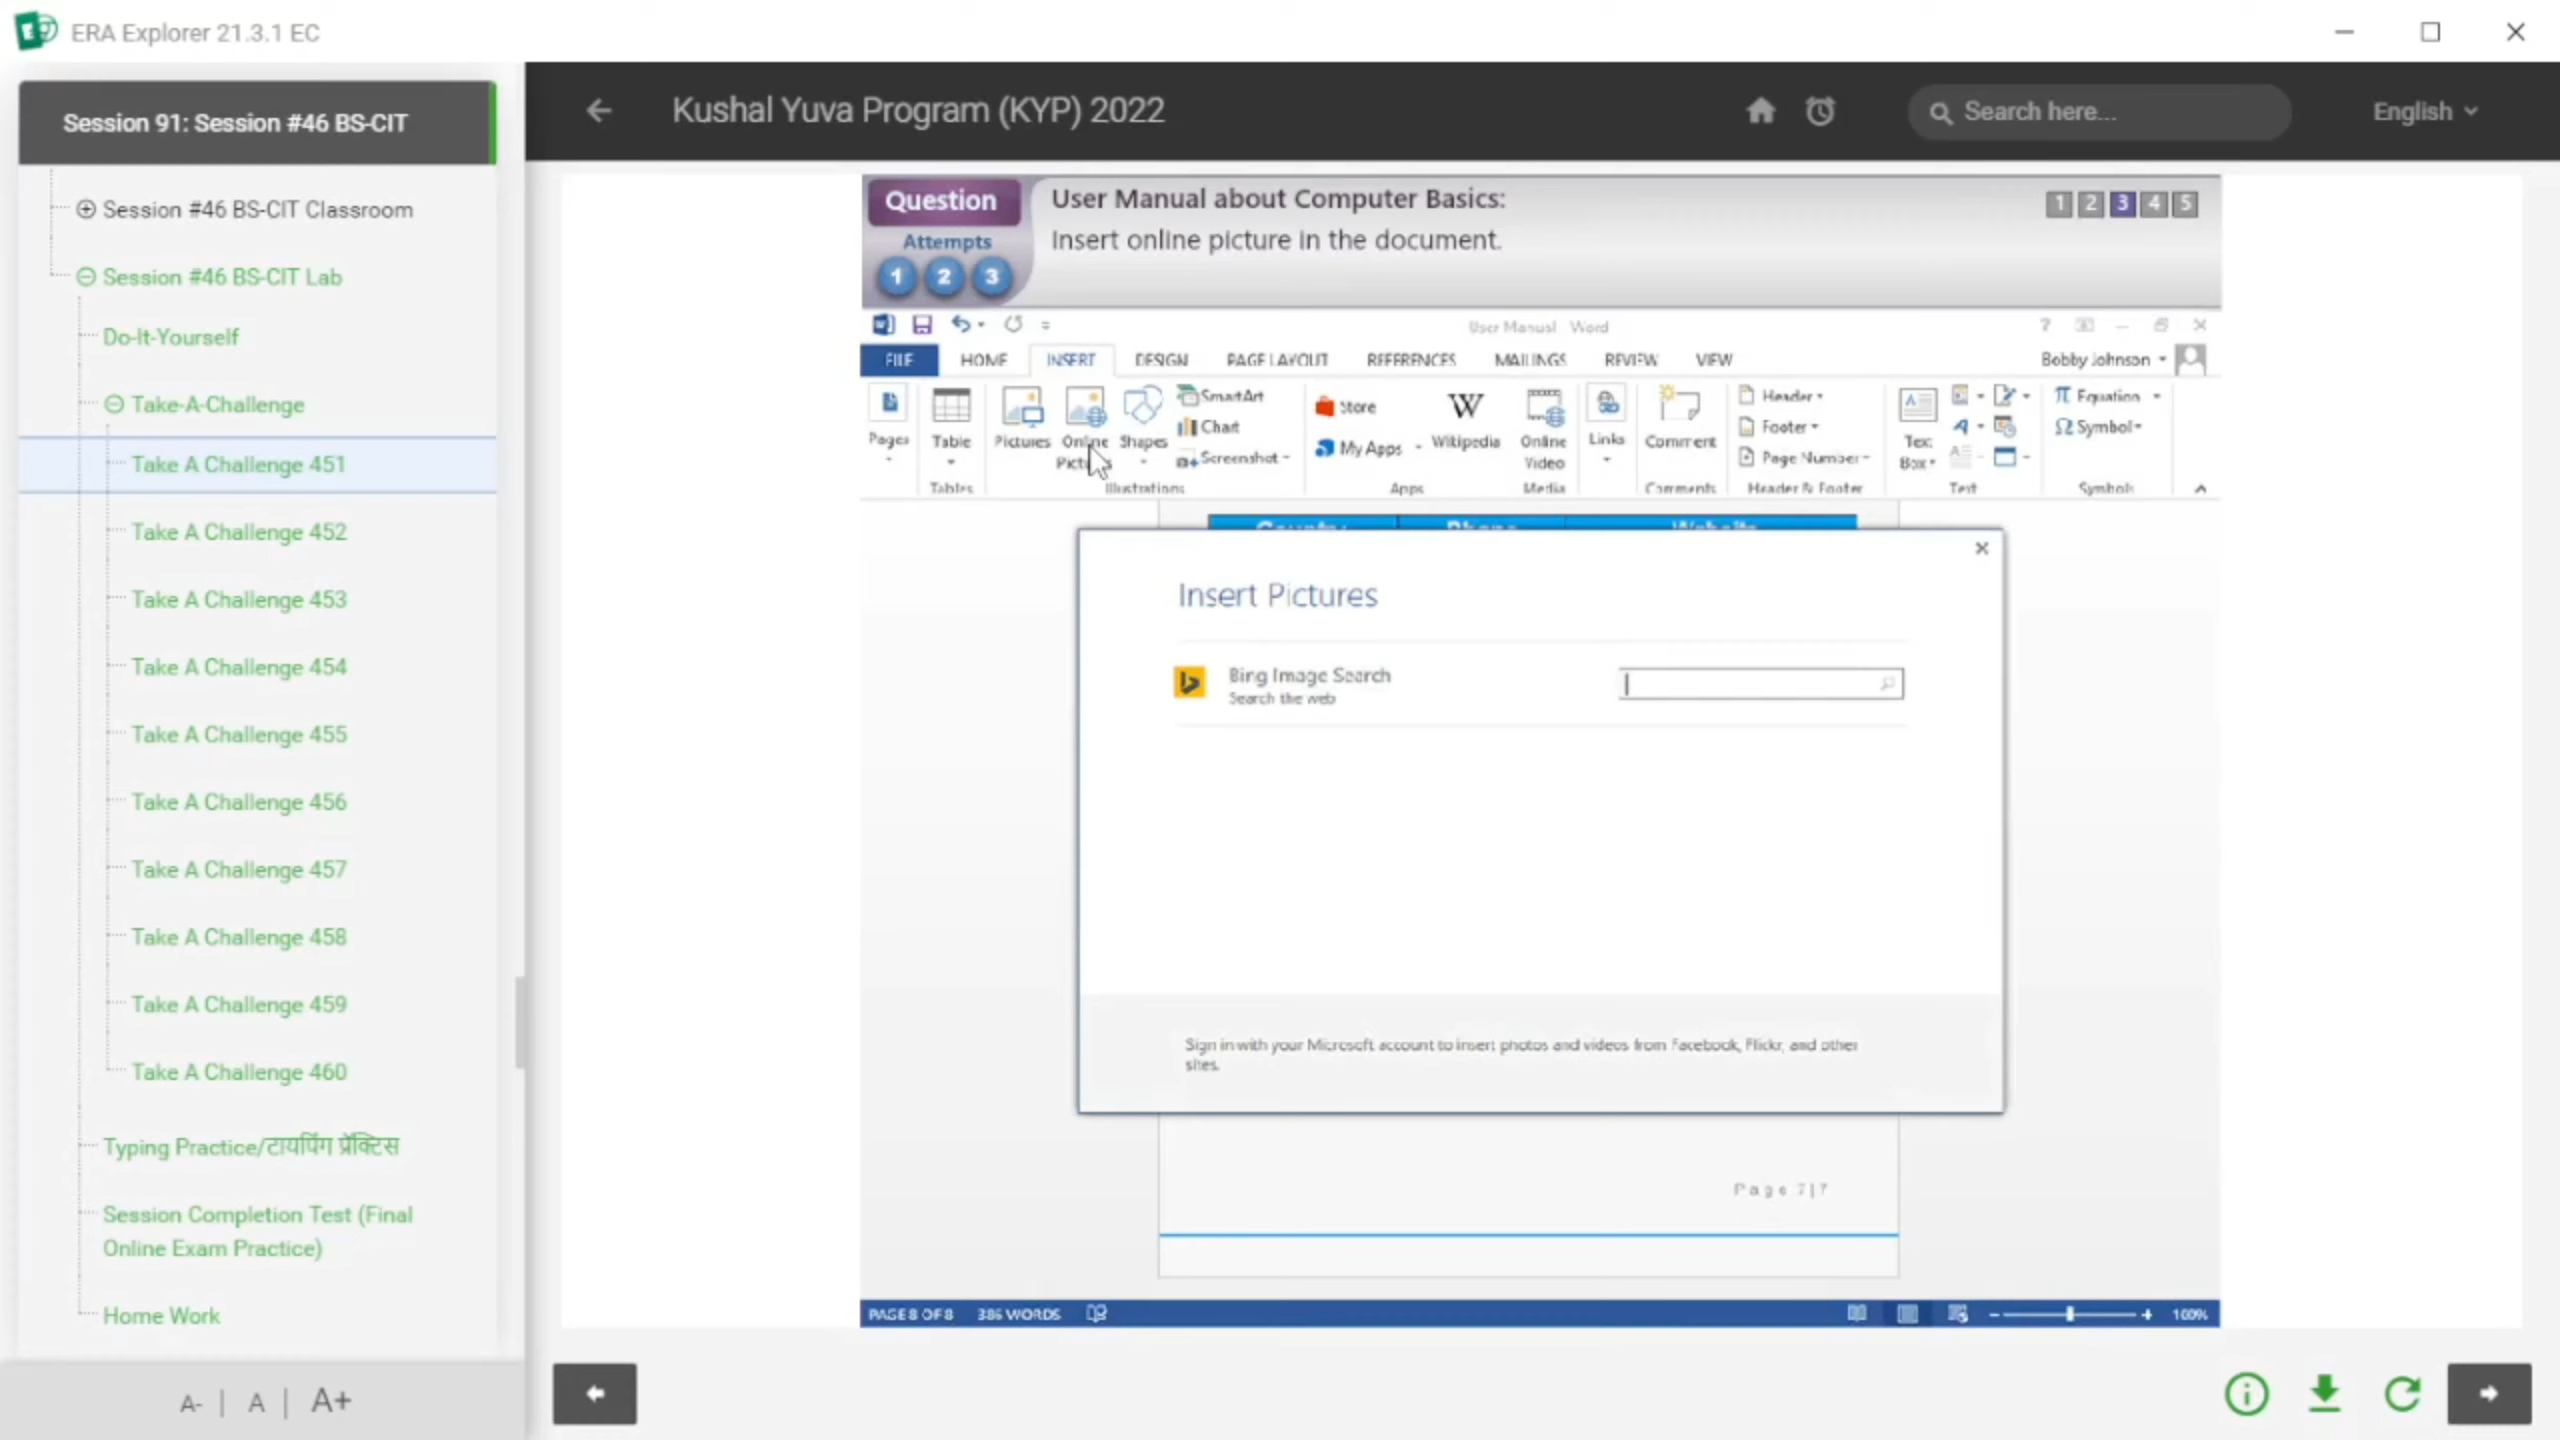 ERA Explorer 21.3.1 EC
Session 91: Session #46 BS-CIT
Session #46 BS-CIT Classroom
Session #46 BS-CIT Lab
Do-It-Yourself
Take-A-Challenge
Take A Challenge 451
Take A Challenge 452
Take A Challenge 453
Take A Challenge 454
Take A Challenge 455
Take A Challenge 456
Take A Challenge 457
Take A Challenge 458
Take A Challenge 459
Take A Challenge 460
Typing Practice/टायपिंग प्रॅक्टिस
Session Completion Test (Final
Online Exam Practice)
Home Work
A- | A | A+
Kushal Yuva Program (KYP) 2022
Search here...
English
Question
User Manual about Computer Basics:
1 2 3 4 5
Insert online picture in the document.
Attempts
1 2 3
User Manual - Word
FILE HOME INSERT DESIGN PAGE LAYOUT REFERENCES MAILINGS REVIEW VIEW
Bobby Johnson
Pages
Table
Tables
Pictures
Online
Shapes
SmartArt
Chart
Screenshot
Illustrations
Store
My Apps
Wikipedia
Apps
Online
Video
Media
Links
Comment
Comments
Header
Footer
Page Number
Header & Footer
Text
Box
Text
Equation
Symbol
Symbols
Country Phone Website
Insert Pictures
Bing Image Search
Search the web
Sign in with your Microsoft account to insert photos and videos from Facebook, Flickr, and other
sites.
Page 7|7
PAGE 8 OF 8 386 WORDS
100%